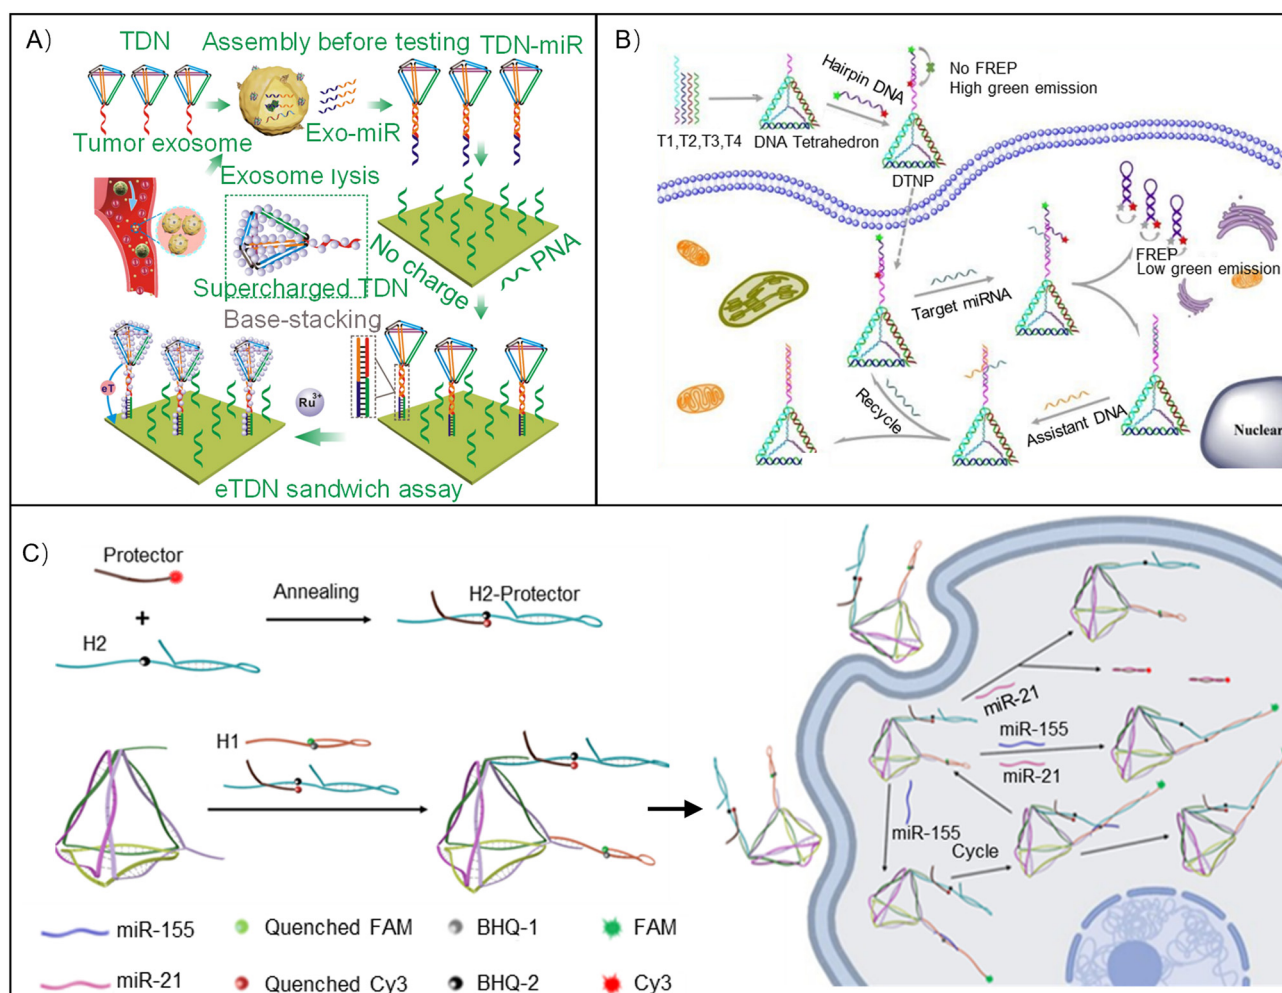 A)
TDN
Assembly before testing
TDN-miR
Tumor exosome
Exo-miR
Exosome lysis
Supercharged TDN
No charge
PNA
Base-stacking
eT
Ru3+
eTDN sandwich assay
B)
T1,T2,T3,T4
DNA Tetrahedron
Hairpin DNA
No FREP
High green emission
DTNP
Target miRNA
FREP
Low green emission
Recycle
Assistant DNA
Nuclear
C)
Protector
+
H2
Annealing
H2-Protector
H1
miR-21
miR-155
miR-21
miR-155
Cycle
miR-155
Quenched FAM
BHQ-1
FAM
miR-21
Quenched Cy3
BHQ-2
Cy3